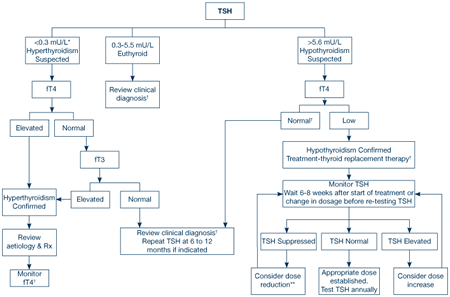 TSH
<0.3 mU/L*
Hyperthyroidism
Suspected
0.3-5.5 mU/L
Euthyroid
>5.6 mU/L
Hypothyroidism
Suspected
fT4
Review clinical
diagnosis†
fT4
Elevated
Normal
Normal†
Low
fT3
Hypothyroidism Confirmed
Treatment-thyroid replacement therapy†
Hyperthyroidism
Confirmed
Elevated
Normal
Monitor TSH
Wait 6-8 weeks after start of treatment or
change in dosage before re-testing TSH
Review
aetiology & Rx
Review clinical diagnosis†
Repeat TSH at 6 to 12
months if indicated
TSH Suppressed
TSH Normal
TSH Elevated
Monitor
fT4†
Consider dose
reduction**
Appropriate dose
established.
Test TSH annually
Consider dose
increase